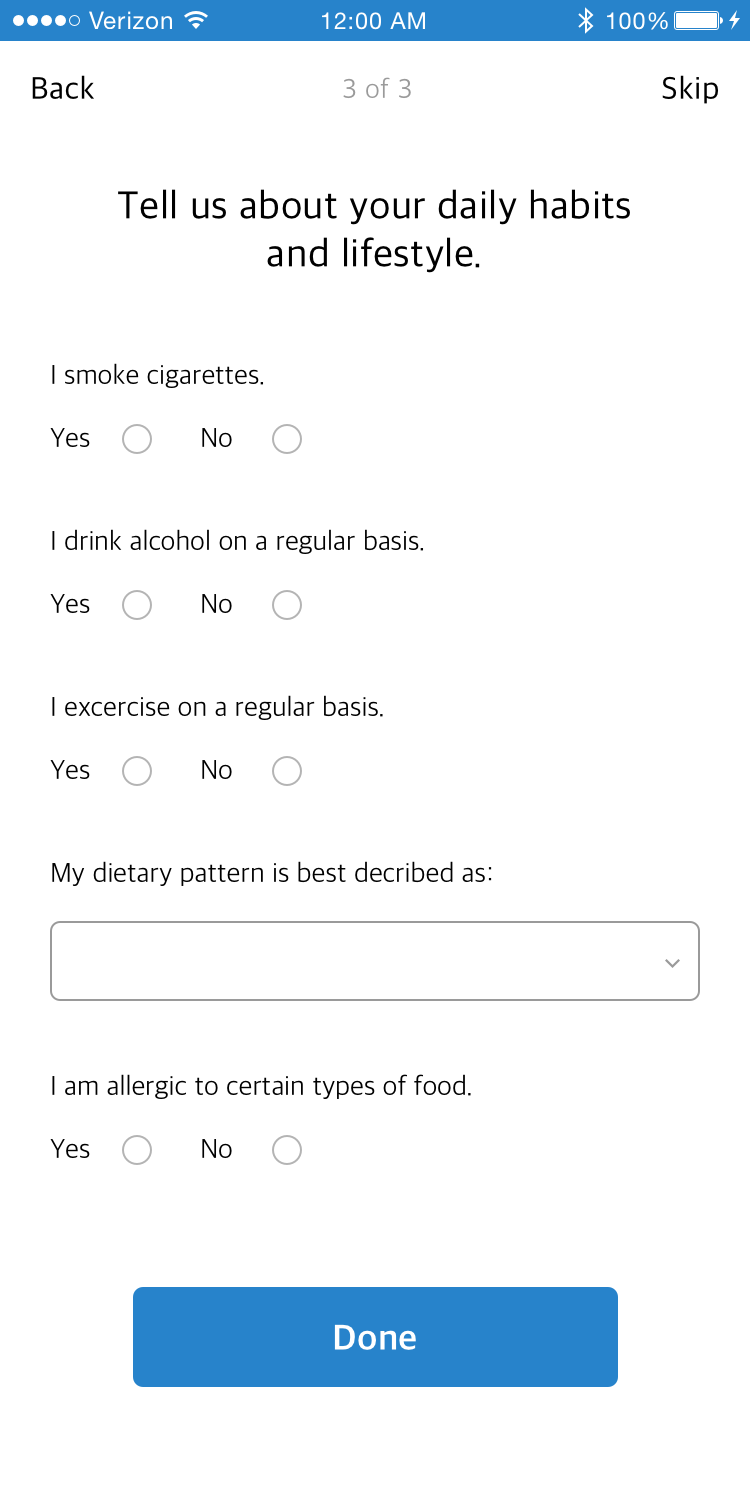 Verizon 12:00 AM 100%
Back 3 of 3 Skip
Tell us about your daily habits
and lifestyle.
I smoke cigarettes.
Yes No
I drink alcohol on a regular basis.
Yes No
I excercise on a regular basis.
Yes No
My dietary pattern is best decribed as:
I am allergic to certain types of food.
Yes No
Done